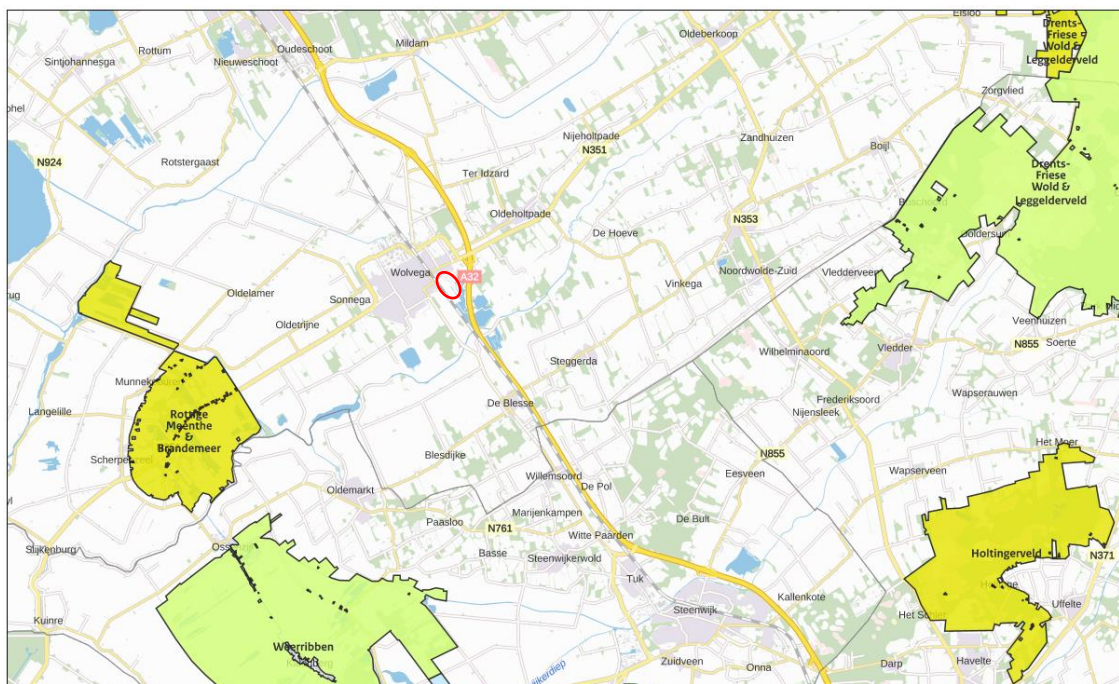 Rottum
Oudeschoot
Mildam
Oldeberkoop
Elsloo
Drents-
Friese
Wold &
Leggelderveld
Sintjohannesga
Nieuweschoot
Zorgvlied
N924
Rotstergaast
Nijeholtpade
N351
Zandhuizen
Boijl
Ter Idzard
Drents-
Friese
Wold &
Leggelderveld
Oldeholtpade
De Hoeve
N353
Wolvega
A32
Noordwolde-Zuid
Vledderveen
Vinkega
Oldelamer
Sonnega
Oldetrijne
Veenhuizen
N855
Soerte
Steggerda
Wilhelminaoord
Vledder
Langelille
Rottige
Meenthe
&
Brandemeer
De Blesse
Frederiksoord
Nijensleek
Wapserauwen
Blesdijke
N855
Het Moer
Wapserveen
Willemsoord
Eesveen
Oldemarkt
De Pol
Paasloo
Marijenkampen
De Bult
N761
Witte Paarden
Slijkenburg
Basse
Steenwijkerwold
Holtingerveld
N371
Tuk
Kallenkote
Steenwijk
Het Schier
Uffelte
Kuinre
Weerribben
Zuidveen
Onna
Darp
Havelte